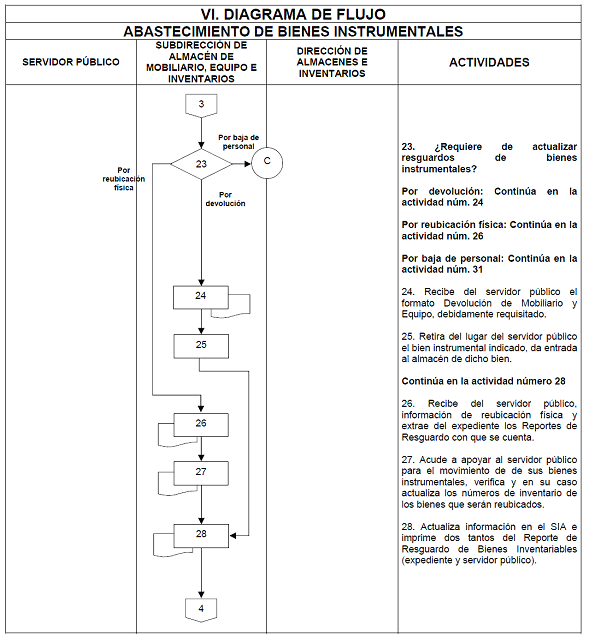 VI. DIAGRAMA DE FLUJO
ABASTECIMIENTO DE BIENES INSTRUMENTALES
SERVIDOR PÚBLICO
SUBDIRECCIÓN DE
ALMACÉN DE
MOBILIARIO, EQUIPO E
INVENTARIOS
DIRECCIÓN DE
ALMACENES E
INVENTARIOS
ACTIVIDADES
3
Por baja de
personal
23
C
Por
reubicación
física
Por
devolución
24
25
26
27
28
4
23. ¿Requiere de actualizar
resguardos de bienes
instrumentales?
Por devolución: Continúa en la
actividad núm. 24
Por reubicación física: Continúa en la
actividad núm. 26
Por baja de personal: Continúa en la
actividad núm. 31
24. Recibe del servidor público el
formato Devolución de Mobiliario y
Equipo, debidamente requisitado.
25. Retira del lugar del servidor público
el bien instrumental indicado, da entrada
al almacén de dicho bien.
Continúa en la actividad número 28
26. Recibe del servidor público,
información de reubicación física y
extrae del expediente los Reportes de
Resguardo con que se cuenta.
27. Acude a apoyar al servidor público
para el movimiento de de sus bienes
instrumentales, verifica y en su caso
actualiza los números de inventario de
los bienes que serán reubicados.
28. Actualiza información en el SIA e
imprime dos tantos del Reporte de
Resguardo de Bienes Inventariables
(expediente y servidor público).